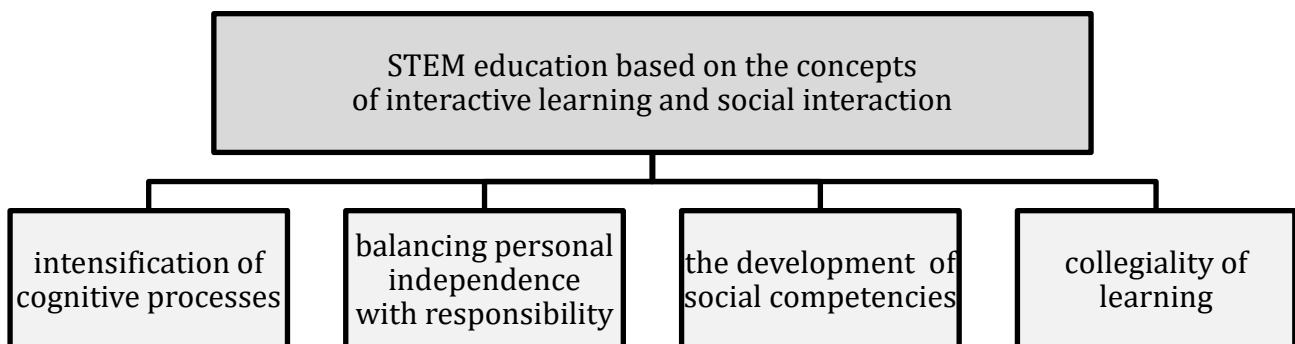 STEM education based on the concepts
of interactive learning and social interaction
intensification of
cognitive processes
balancing personal
independence
with responsibility
the development of
social competencies
collegiality of
learning